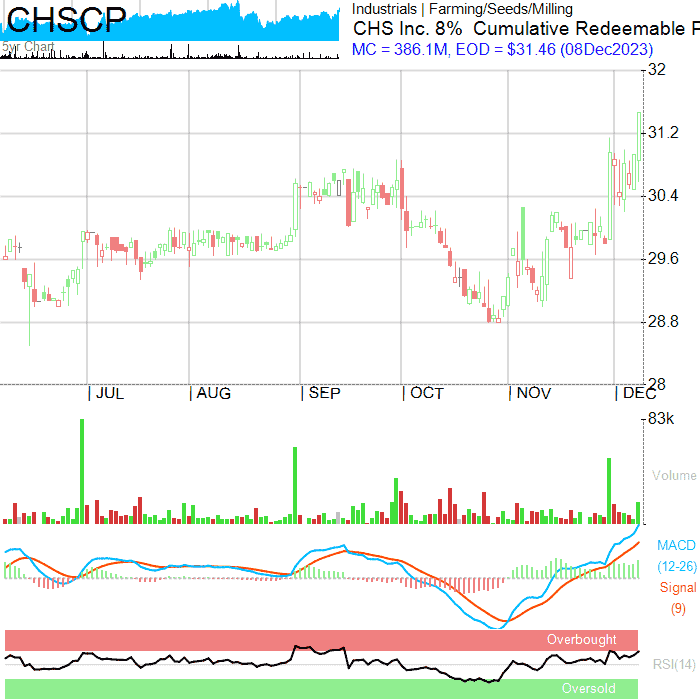 CHSCP
5yr Chart
Industrials | Farming/Seeds/Milling
CHS Inc. 8% Cumulative Redeemable P
MC = 386.1M, EOD = $31.46 (08Dec2023)
32
31.2
30.4
29.6
28.8
28
| JUL | AUG | SEP | OCT | NOV | DEC
83k
Volume
MACD
(12-26)
Signal
(9)
Overbought
RSI(14)
Oversold